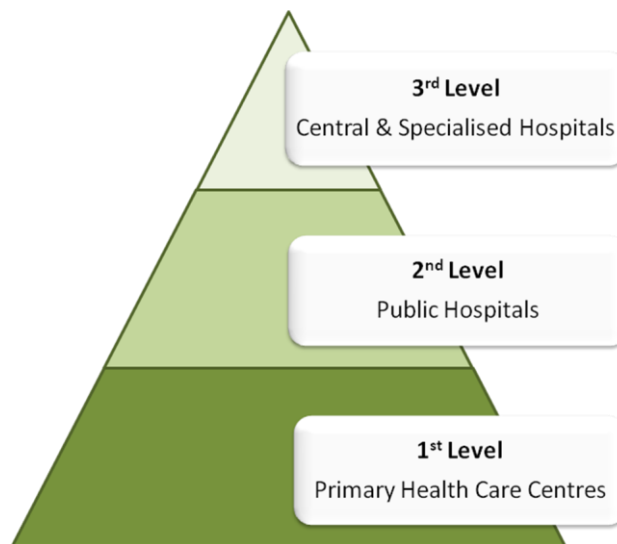 3rd Level
Central & Specialised Hospitals
2nd Level
Public Hospitals
1st Level
Primary Health Care Centres